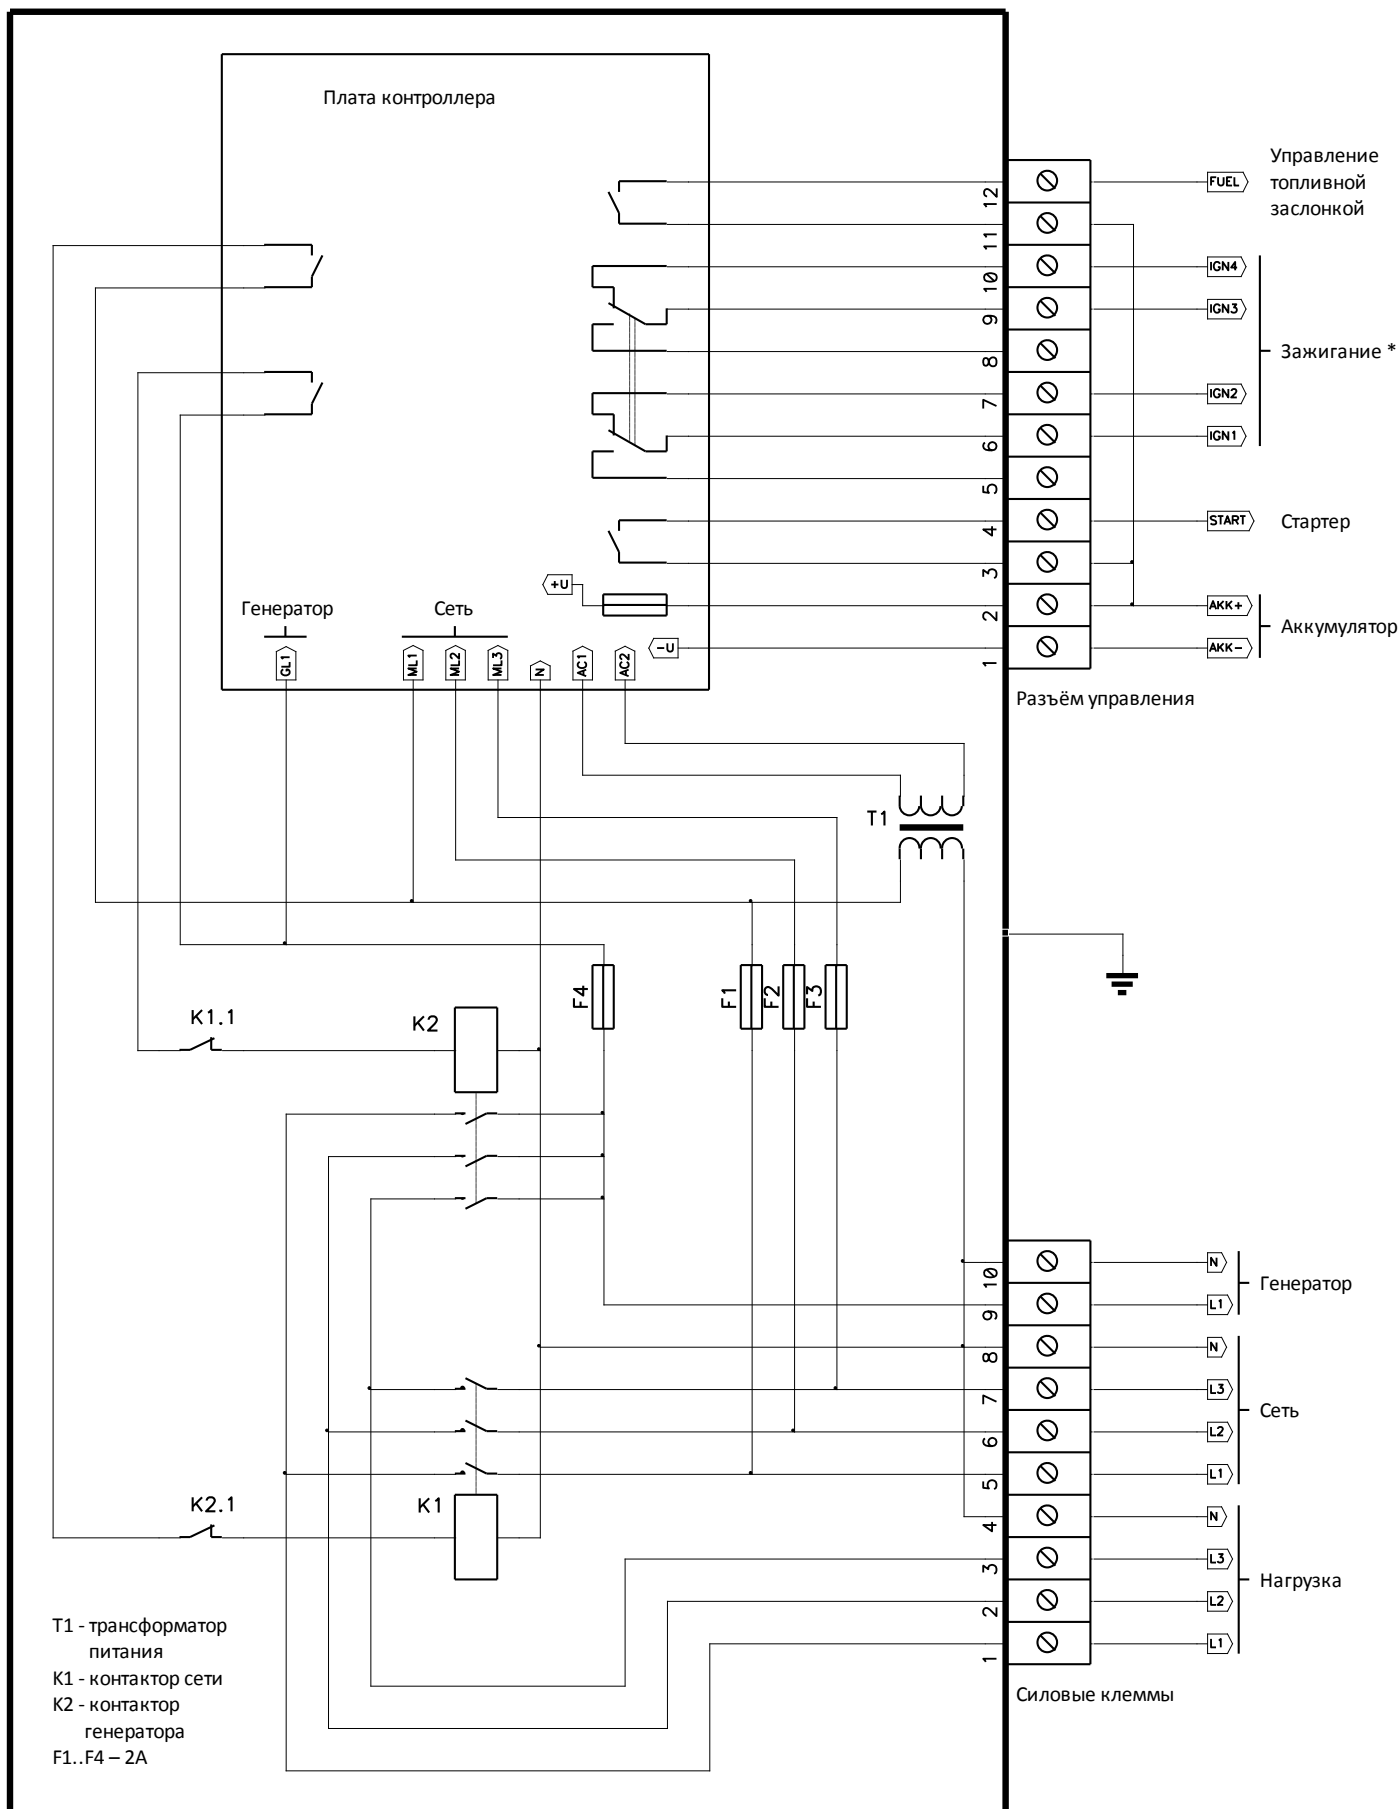 Плата контроллера
Управление
топливной
заслонкой
12
FUEL
11
10
IGN4
9
IGN3
8
Зажигание *
7
IGN2
6
IGN1
5
4
START
Стартер
3
+U
2
AKK+
Аккумулятор
-U
1
AKK-
Генератор
Сеть
GL1
ML1
ML2
ML3
N
AC1
AC2
Разъём управления
T1
F4
F1
F2
F3
K1.1
K2
10
N
Генератор
9
L1
8
N
7
L3
Сеть
6
L2
5
L1
K2.1
K1
4
N
3
L3
Нагрузка
2
L2
1
L1
Силовые клеммы
T1 - трансформатор
питания
K1 - контактор сети
K2 - контактор
генератора
F1..F4 – 2A